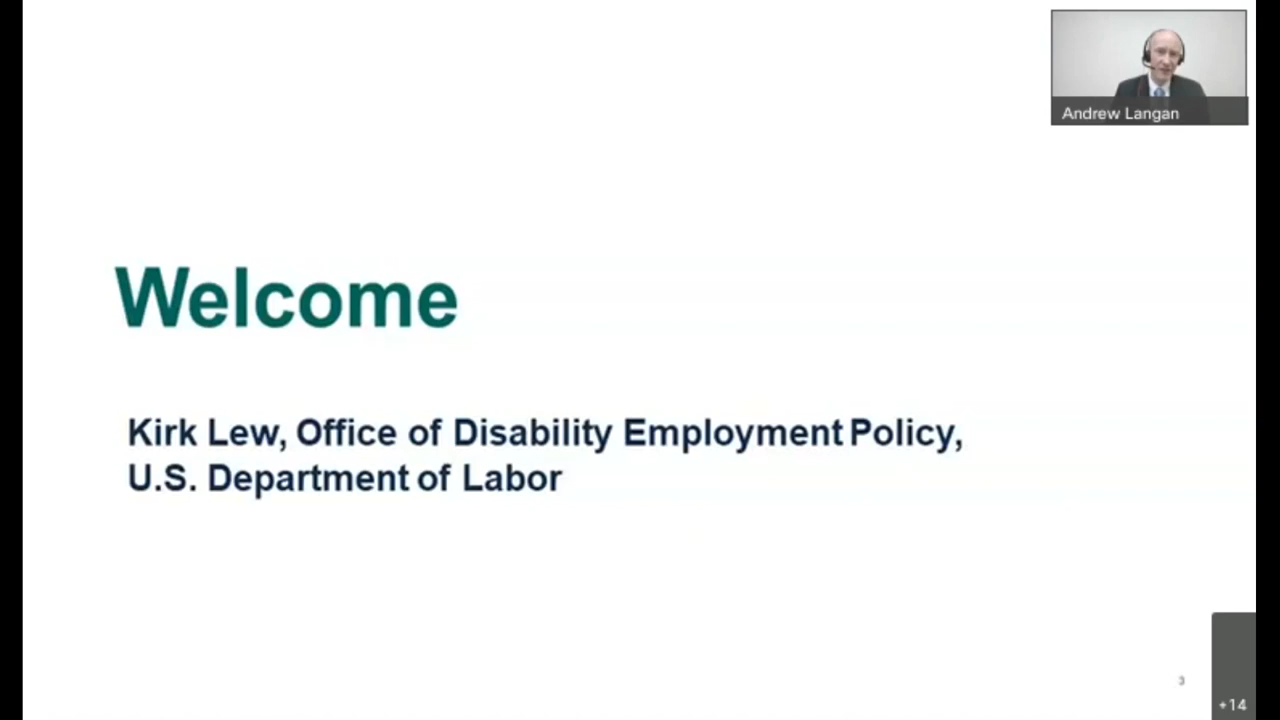 Andrew Langan
Welcome
Kirk Lew, Office of Disability Employment Policy,
U.S. Department of Labor
3
+14